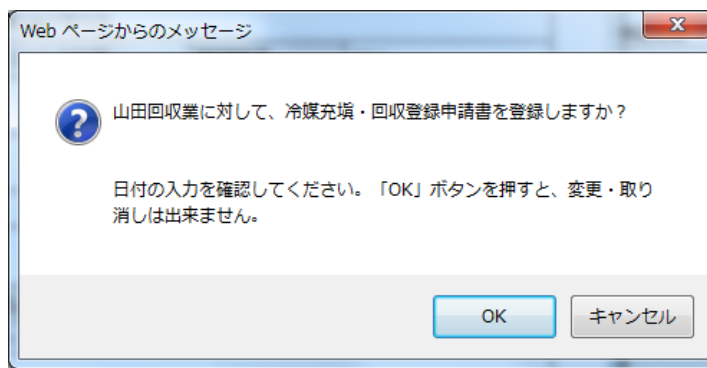 Web ページからのメッセージ
山田回収業に対して、冷媒充塡・回収登録申請書を登録しますか？
日付の入力を確認してください。「OK」ボタンを押すと、変更・取り
消しは出来ません。
OK
キャンセル